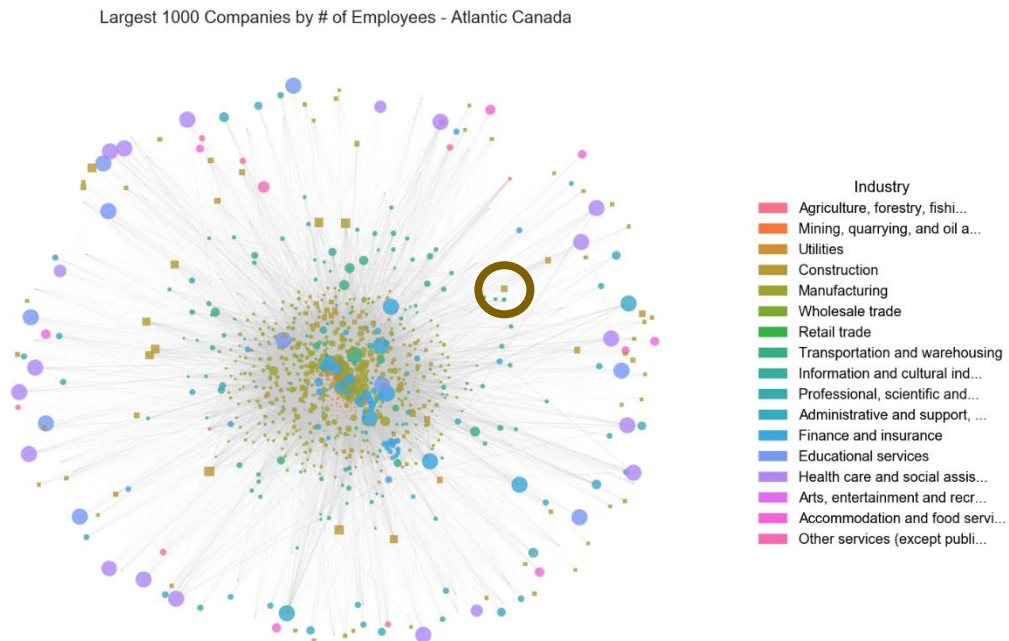 Largest 1000 Companies by # of Employees - Atlantic Canada
Industry
Agriculture, forestry, fishi...
Mining, quarrying, and oil a...
Utilities
Construction
Manufacturing
Wholesale trade
Retail trade
Transportation and warehousing
Information and cultural ind...
Professional, scientific and...
Administrative and support, ...
Finance and insurance
Educational services
Health care and social assis...
Arts, entertainment and recr...
Accommodation and food servi...
Other services (except publi...